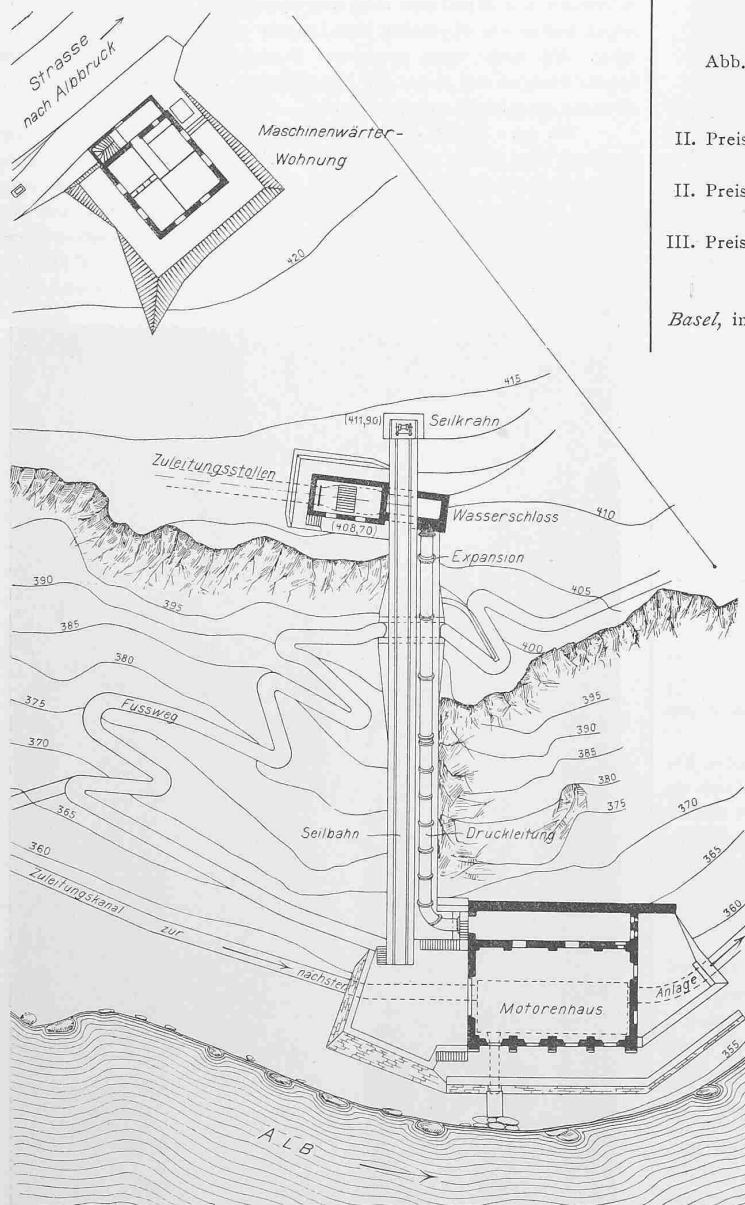 Strasse
nach Albbruck
Maschinenwärter-
Wohnung
420
415
(411,90)
Seilkrahn
Zuleitungsstollen
(408,70)
Wasserschloss
410
Expansion
405
400
390
395
385
380
375
370
365
360
Fussweg
395
390
385
380
375
370
365
360
355
Seilbahn
Druckleitung
Zuleitungskanal
zur
nächsten
Anlage
Motorenhaus
ALB
Abb.
II. Preis
II. Preis
III. Preis
Basel, in